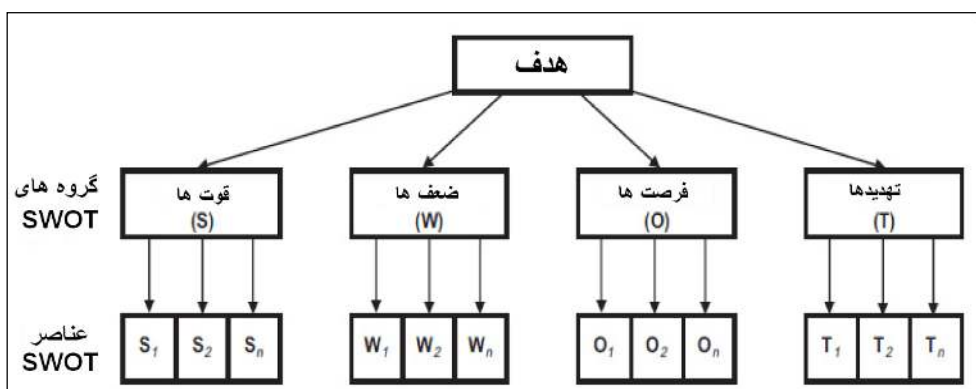 هدف
گروه های
SWOT
قوت ها
(S)
ضعف ها
(W)
فرصت ها
(O)
تهدیدها
(T)
عناصر
SWOT
S1 S2 Sn
W1 W2 Wn
O1 O2 On
T1 T2 Tn